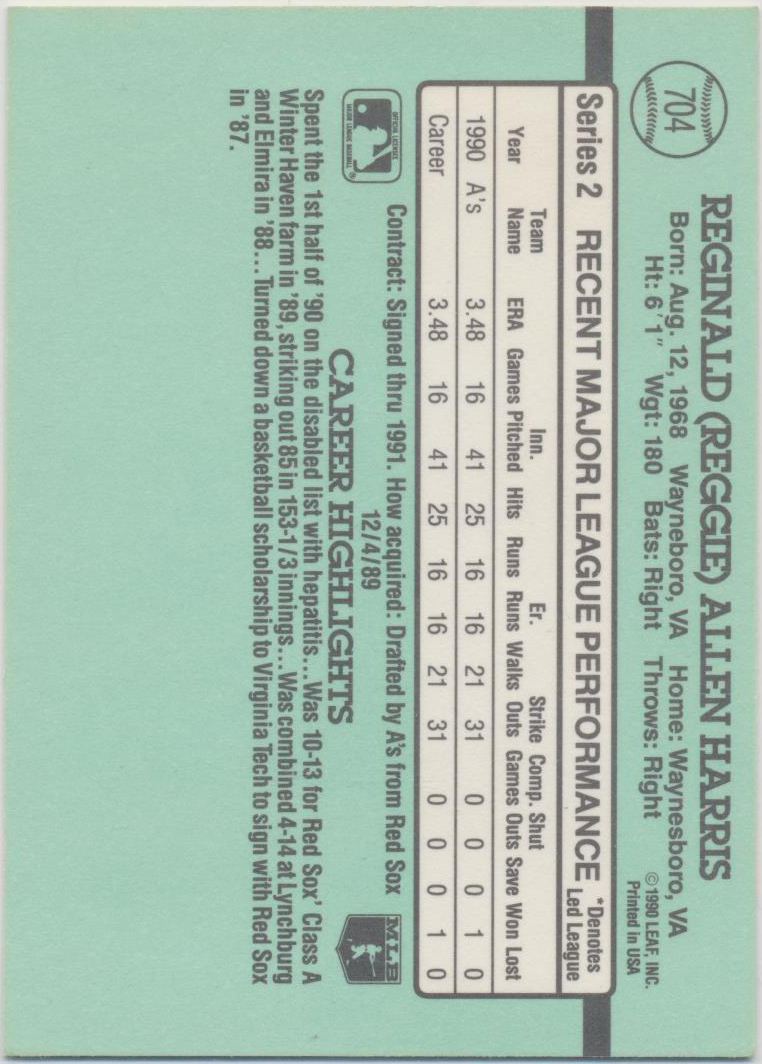 704
REGINALD (REGGIE) ALLEN HARRIS
Born: Aug. 12, 1968 Wayneboro, VA Home: Waynesboro, VA
Ht: 6'1" Wgt: 180 Bats: Right Throws: Right
©1990 LEAF, INC.
Printed in USA
Series 2 RECENT MAJOR LEAGUE PERFORMANCE *Denotes Led League
Team Inn. Er. Strike Comp. Shut
Year Name ERA Games Pitched Hits Runs Runs Walks Outs Games Outs Save Won Lost
1990 A's 3.48 16 41 25 16 16 21 31 0 0 0 1 0
Career 3.48 16 41 25 16 16 21 31 0 0 0 1 0
OFFICIAL LICENSEE
MAJOR LEAGUE BASEBALL ®
Contract: Signed thru 1991. How acquired: Drafted by A's from Red Sox
12/4/89
MLB
CAREER HIGHLIGHTS
Spent the 1st half of '90 on the disabled list with hepatitis...Was 10-13 for Red Sox' Class A
Winter Haven farm in '89, striking out 85 in 153-1/3 innings...Was combined 4-14 at Lynchburg
and Elmira in '88...Turned down a basketball scholarship to Virginia Tech to sign with Red Sox
in '87.